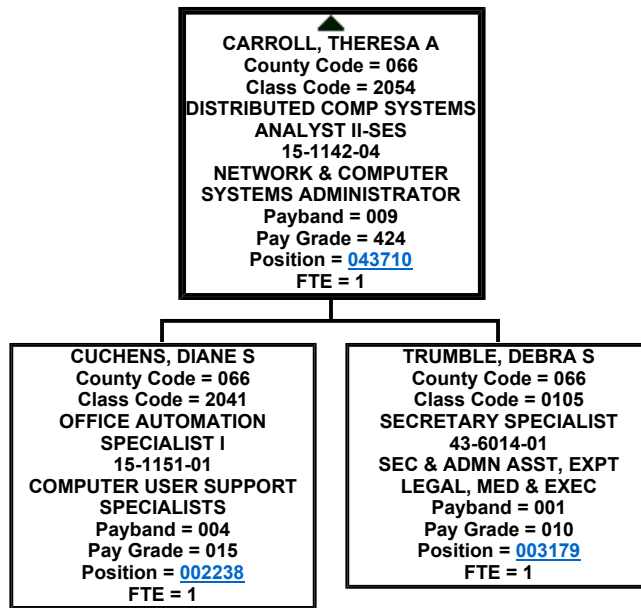 CARROLL, THERESA A
County Code = 066
Class Code = 2054
DISTRIBUTED COMP SYSTEMS
ANALYST II-SES
15-1142-04
NETWORK & COMPUTER
SYSTEMS ADMINISTRATOR
Payband = 009
Pay Grade = 424
Position = 043710
FTE = 1
CUCHENS, DIANE S
County Code = 066
Class Code = 2041
OFFICE AUTOMATION
SPECIALIST I
15-1151-01
COMPUTER USER SUPPORT
SPECIALISTS
Payband = 004
Pay Grade = 015
Position = 002238
FTE = 1
TRUMBLE, DEBRA S
County Code = 066
Class Code = 0105
SECRETARY SPECIALIST
43-6014-01
SEC & ADMN ASST, EXPT
LEGAL, MED & EXEC
Payband = 001
Pay Grade = 010
Position = 003179
FTE = 1